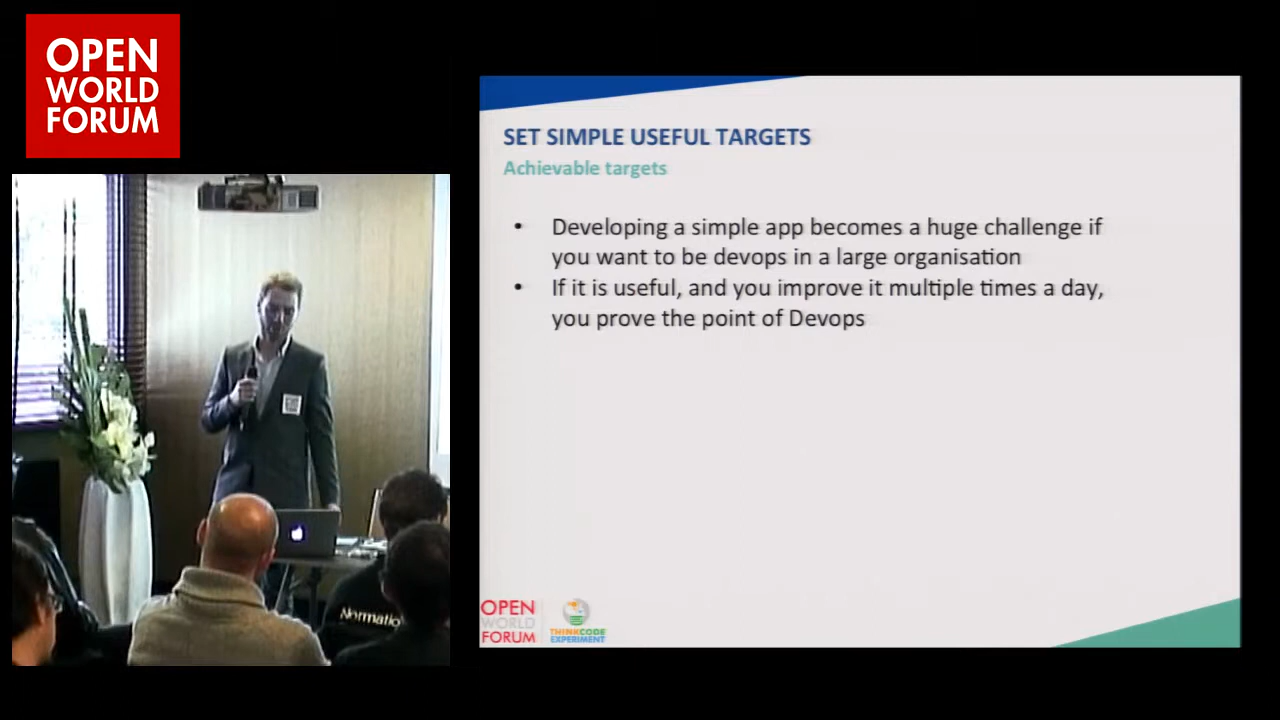 OPEN
WORLD
FORUM
SET SIMPLE USEFUL TARGETS
Achievable targets
• Developing a simple app becomes a huge challenge if
you want to be devops in a large organisation
• If it is useful, and you improve it multiple times a day,
you prove the point of Devops
Normatio
OPEN
WORLD
FORUM
THINKCODE
EXPERIMENT